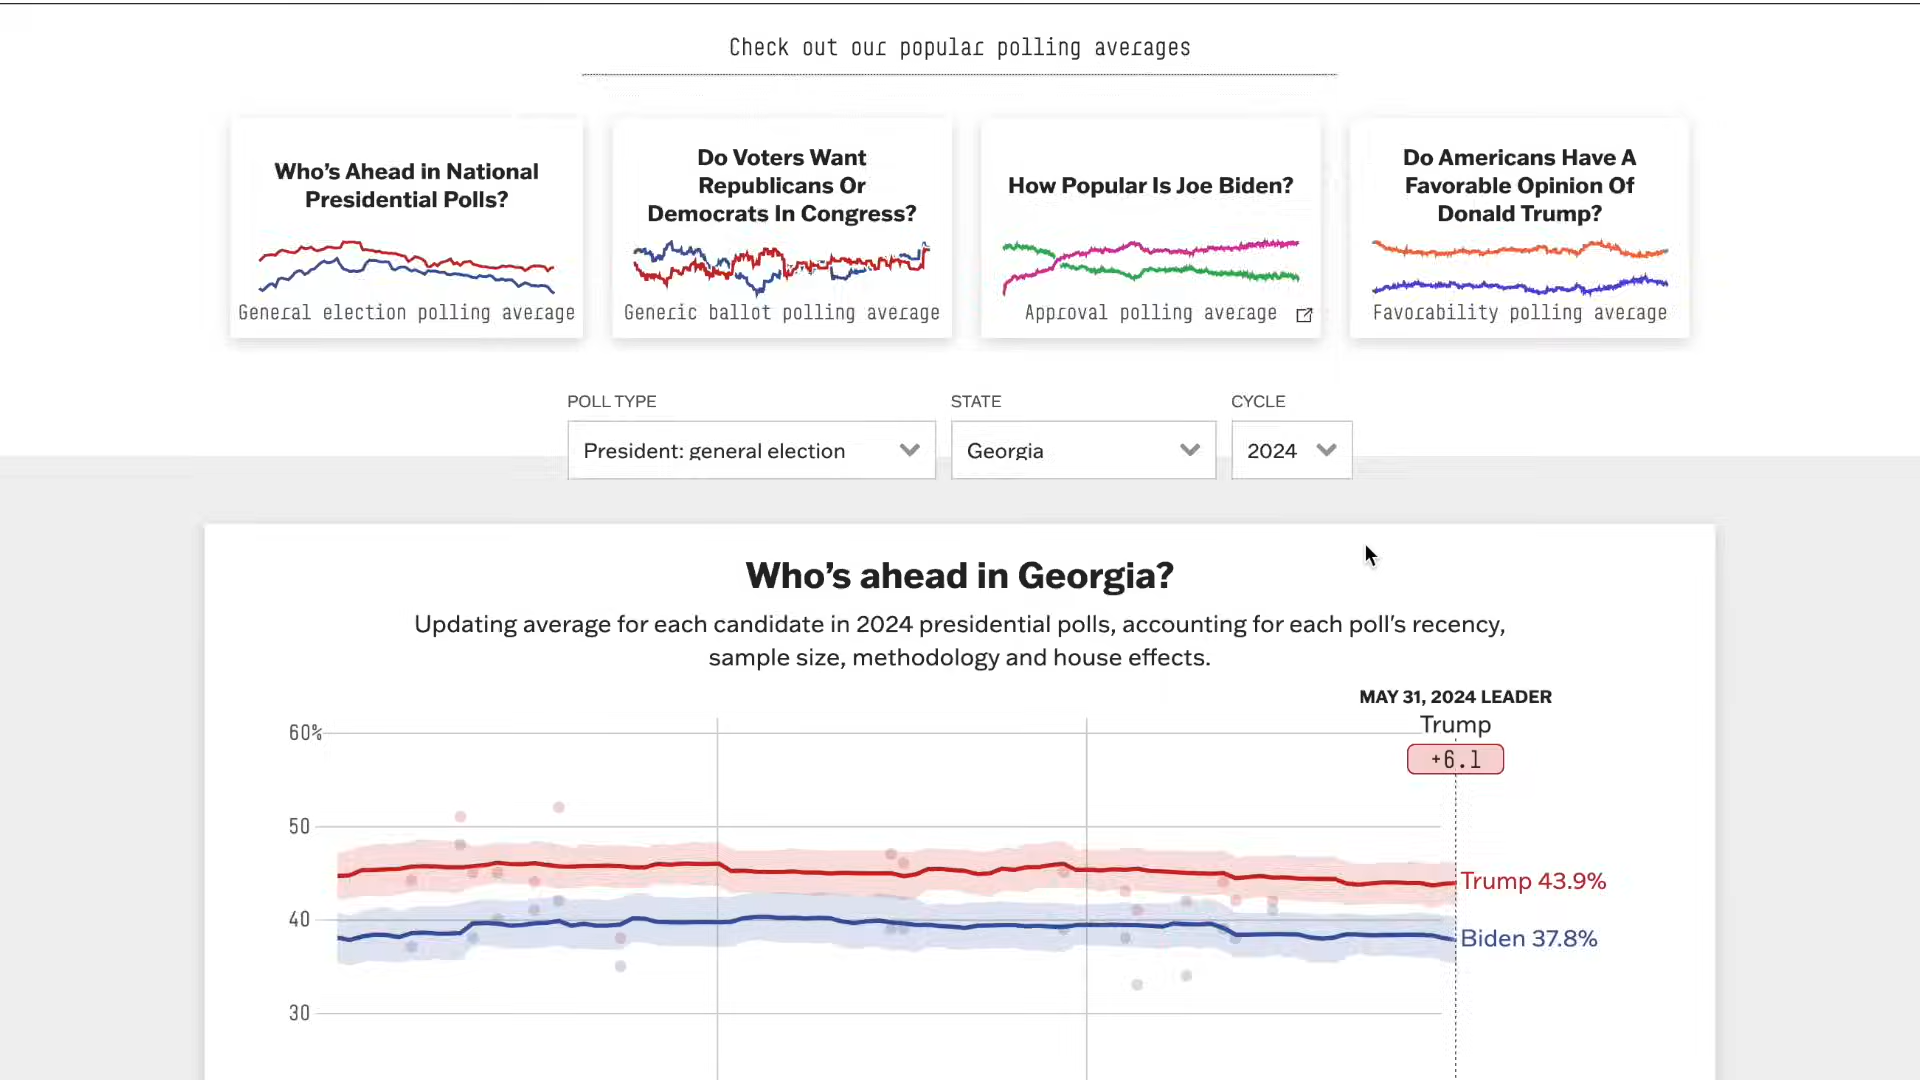 Check out our popular polling averages
Who's Ahead in National
Presidential Polls?
General election polling average
Do Voters Want
Republicans Or
Democrats In Congress?
Generic ballot polling average
How Popular Is Joe Biden?
Approval polling average
Do Americans Have A
Favorable Opinion Of
Donald Trump?
Favorability polling average
POLL TYPE
President: general election
STATE
Georgia
CYCLE
2024
Who's ahead in Georgia?
Updating average for each candidate in 2024 presidential polls, accounting for each poll's recency,
sample size, methodology and house effects.
MAY 31, 2024 LEADER
Trump
+6.1
60%
50
40
30
Trump 43.9%
Biden 37.8%